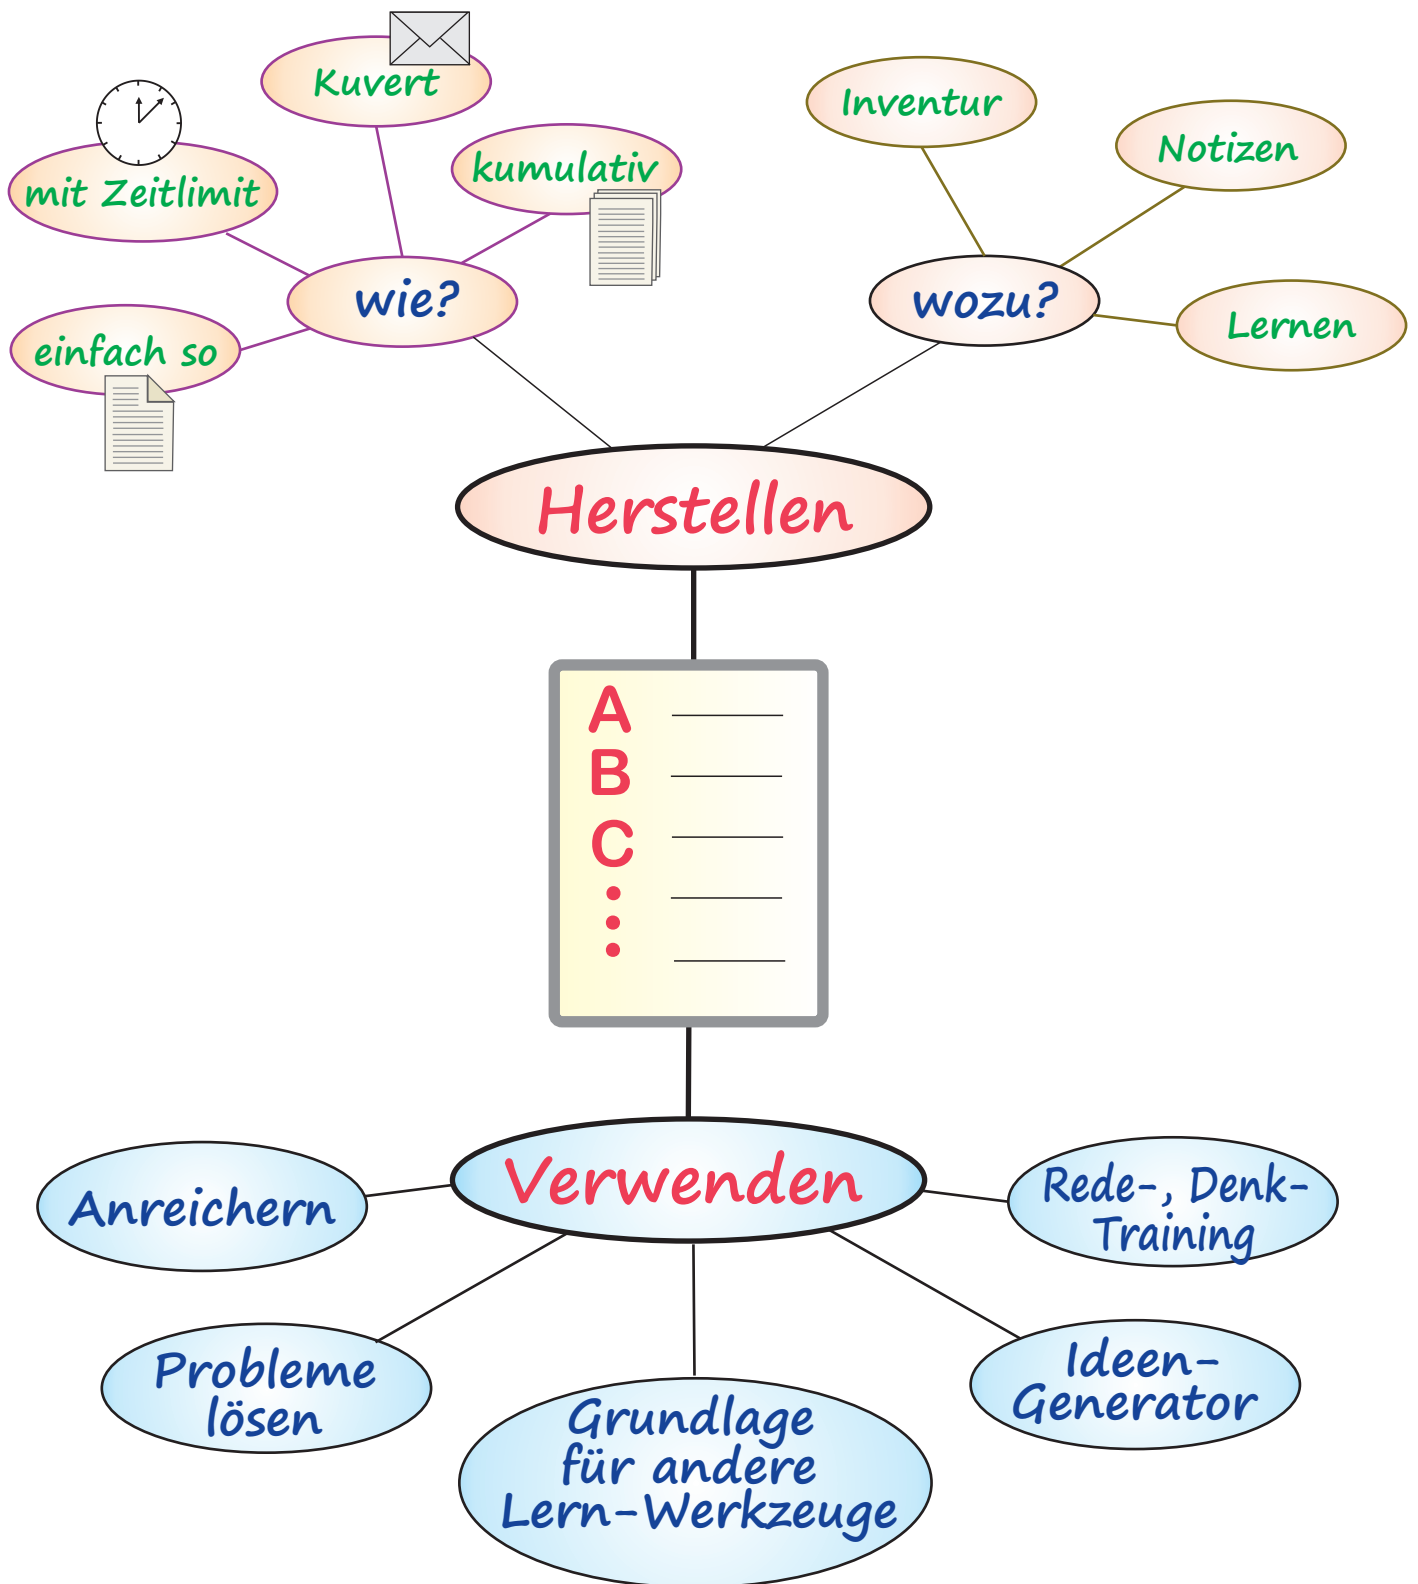 Kuvert
Inventur
Notizen
kumulativ
mit Zeitlimit
wie?
wozu?
Lernen
einfach so
Herstellen
A
B
C
Verwenden
Anreichern
Rede-, Denk-
Training
Probleme
lösen
Ideen-
Generator
Grundlage
für andere
Lern-Werkzeuge